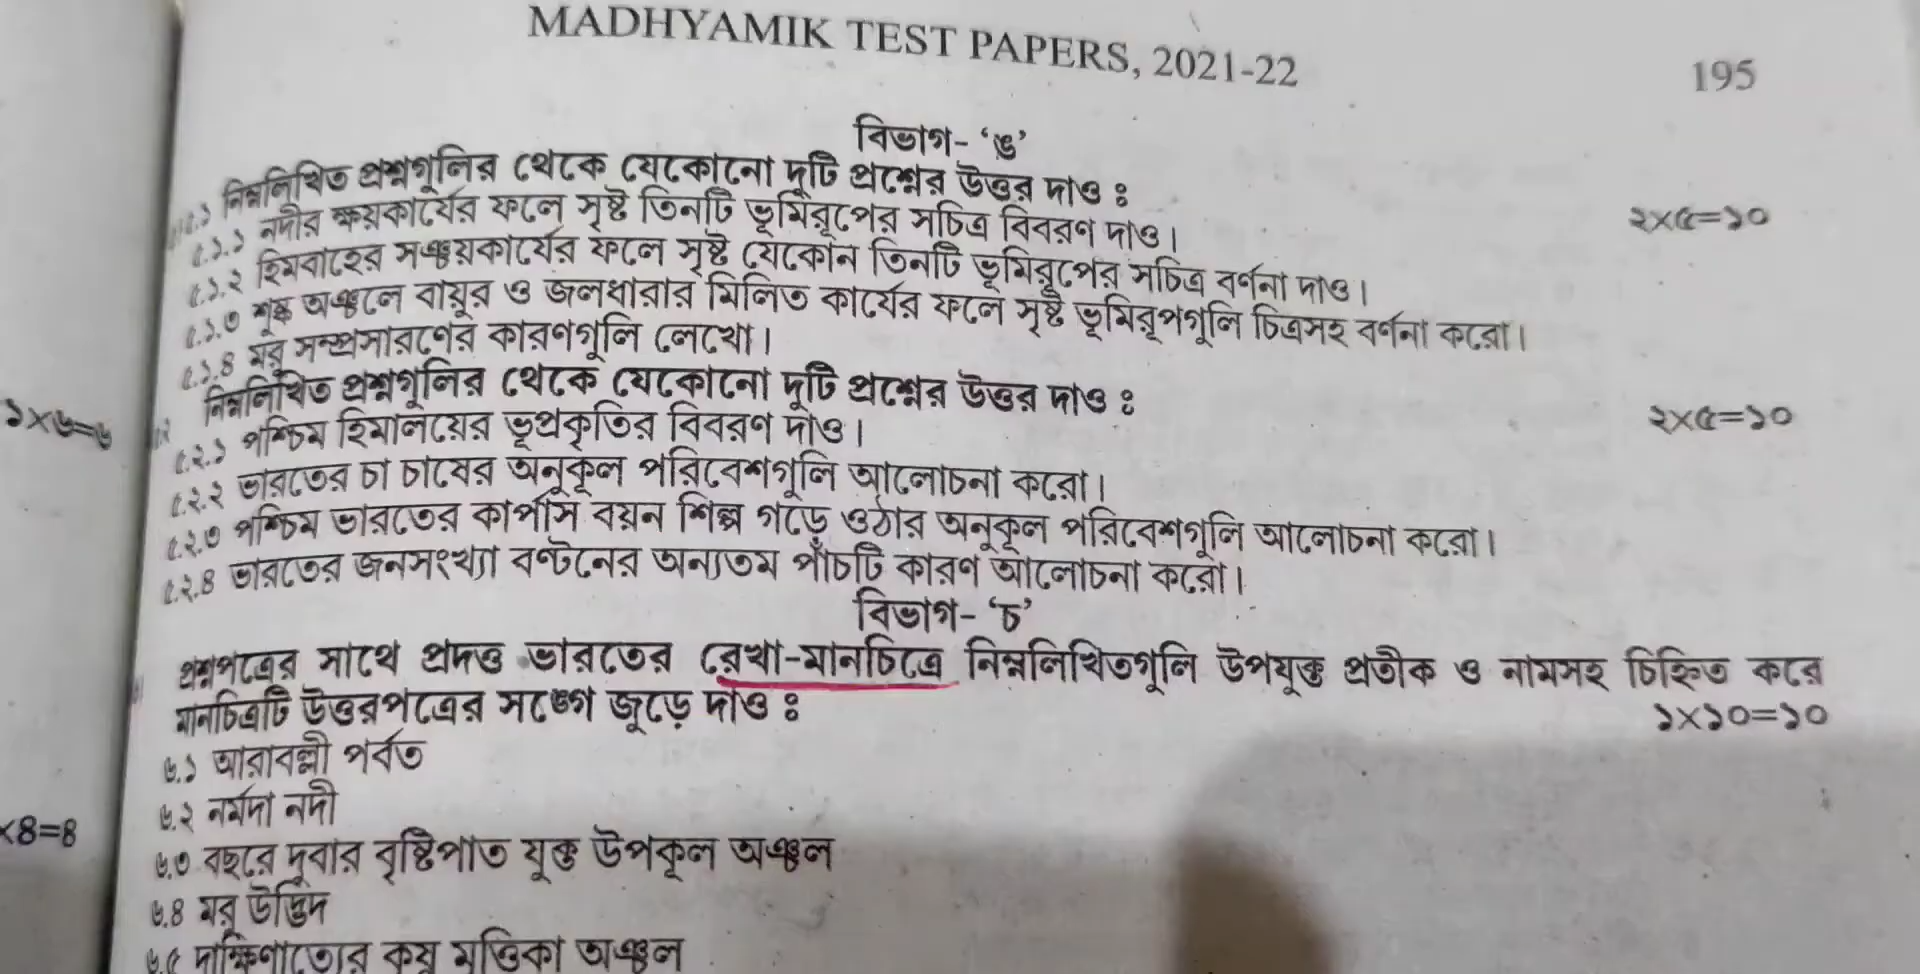 MADHYAMIK TEST PAPERS, 2021-22
195
বিভাগ- ‘ঙ’
৫.১ নিম্নলিখিত প্রশ্নগুলির থেকে যেকোনো দুটি প্রশ্নের উত্তর দাও ঃ
২×৫=১০
৫.১.১ নদীর ক্ষয়কার্যের ফলে সৃষ্ট তিনটি ভূমিরূপের সচিত্র বিবরণ দাও।
৫.১.২ হিমবাহের সঞ্চয়কার্যের ফলে সৃষ্ট যেকোন তিনটি ভূমিরূপের সচিত্র বর্ণনা দাও।
৫.১.৩ শুষ্ক অঞ্চলে বায়ুর ও জলধারার মিলিত কার্যের ফলে সৃষ্ট ভূমিরূপগুলি চিত্রসহ বর্ণনা করো।
৫.১.৪ মরু সম্প্রসারণের কারণগুলি লেখো।
নিম্নলিখিত প্রশ্নগুলির থেকে যেকোনো দুটি প্রশ্নের উত্তর দাও ঃ
২×৫=১০
১×৬=৬
৫.২.১ পশ্চিম হিমালয়ের ভূপ্রকৃতির বিবরণ দাও।
৫.২.২ ভারতের চা চাষের অনুকূল পরিবেশগুলি আলোচনা করো।
৫.২.৩ পশ্চিম ভারতের কার্পাস বয়ন শিল্প গড়ে ওঠার অনুকূল পরিবেশগুলি আলোচনা করো।
৫.২.৪ ভারতের জনসংখ্যা বণ্টনের অন্যতম পাঁচটি কারণ আলোচনা করো।
বিভাগ- ‘চ’
প্রশ্নপত্রের সাথে প্রদত্ত ভারতের রেখা-মানচিত্রে নিম্নলিখিতগুলি উপযুক্ত প্রতীক ও নামসহ চিহ্নিত করে
মানচিত্রটি উত্তরপত্রের সঙ্গে জুড়ে দাও ঃ
১×১০=১০
৬.১ আরাবল্লী পর্বত
৬.২ নর্মদা নদী
×৪=৪
৬.৩ বছরে দুবার বৃষ্টিপাত যুক্ত উপকূল অঞ্চল
৬.৪ মরু উদ্ভিদ
৬.৫ দাক্ষিণাত্যের কৃষ্ণ মৃত্তিকা অঞ্চল